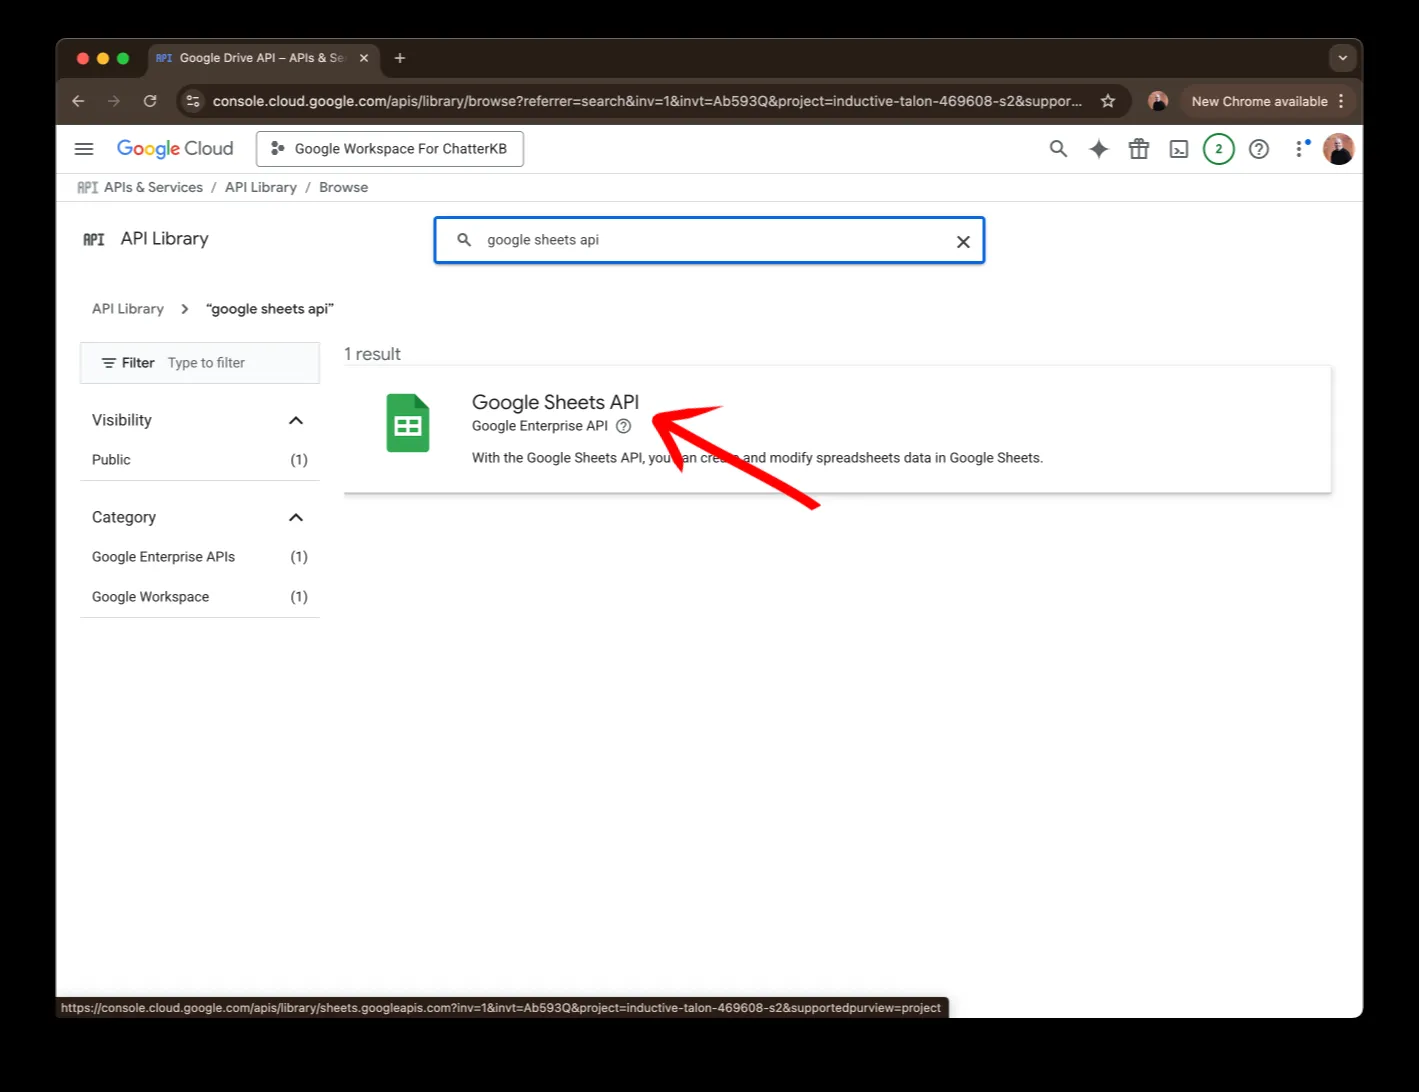 API Google Drive API – APIs & Se
console.cloud.google.com/apis/library/browse?referrer=search&inv=1&invt=Ab593Q&project=inductive-talon-469608-s2&suppor...
New Chrome available
Google Cloud
Google Workspace For ChatterKB
2
API APIs & Services / API Library / Browse
API API Library
google sheets api
API Library > “google sheets api”
Filter Type to filter
1 result
Google Sheets API
Google Enterprise API
With the Google Sheets API, you can create and modify spreadsheets data in Google Sheets.
Visibility
Public (1)
Category
Google Enterprise APIs (1)
Google Workspace (1)
https://console.cloud.google.com/apis/library/sheets.googleapis.com?inv=1&invt=Ab593Q&project=inductive-talon-469608-s2&supportedpurview=project